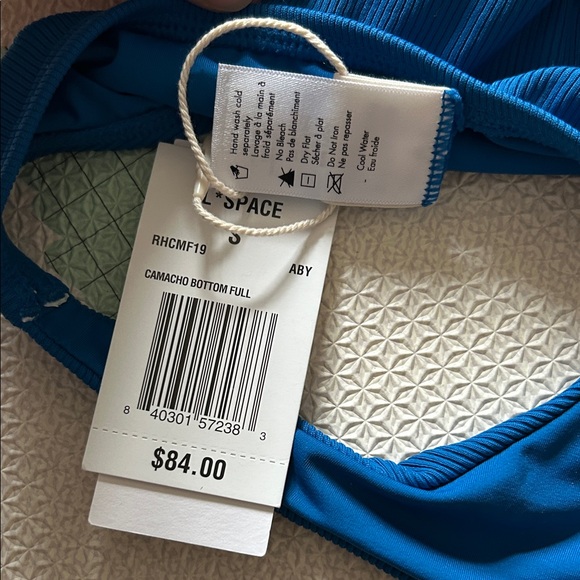 Hand wash cold
separately
Lavage à la main à
froid séparément
No Bleach
Pas de blanchiment
Dry Flat
Sécher à plat
Do Not Iron
Ne pas repasser
Cool Water
Eau froide
L*SPACE
S
RHCMF19 ABY
CAMACHO BOTTOM FULL
8 40301 57238 3
$84.00